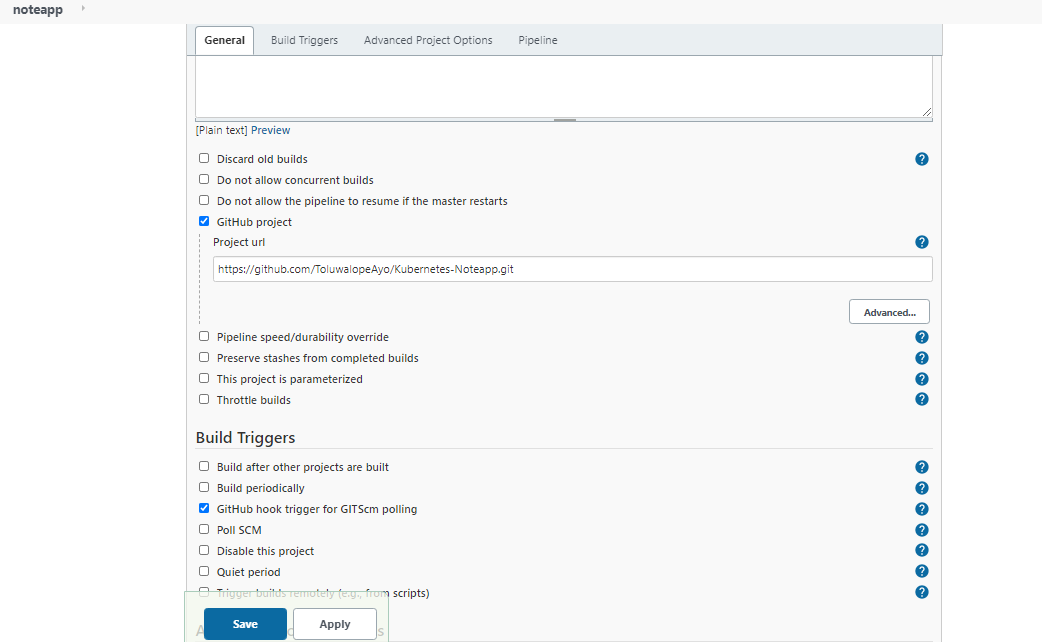 noteapp
General Build Triggers Advanced Project Options Pipeline
[Plain text] Preview
Discard old builds
Do not allow concurrent builds
Do not allow the pipeline to resume if the master restarts
GitHub project
Project url
https://github.com/ToluwalopeAyo/Kubernetes-Noteapp.git
Advanced...
Pipeline speed/durability override
Preserve stashes from completed builds
This project is parameterized
Throttle builds
Build Triggers
Build after other projects are built
Build periodically
GitHub hook trigger for GITScm polling
Poll SCM
Disable this project
Quiet period
Trigger builds remotely (e.g., from scripts)
Save Apply